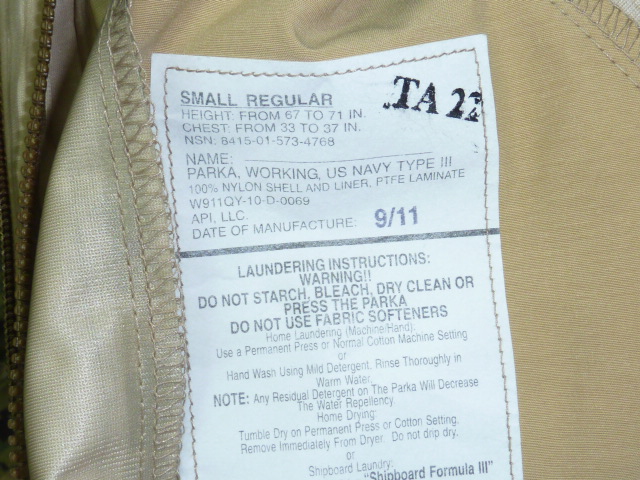 SMALL REGULAR
TA 22
HEIGHT: FROM 67 TO 71 IN.
CHEST: FROM 33 TO 37 IN.
NSN: 8415-01-573-4768
NAME:
PARKA, WORKING, US NAVY TYPE III
100% NYLON SHELL AND LINER, PTFE LAMINATE
W911QY-10-D-0069
API, LLC.
DATE OF MANUFACTURE: 9/11
LAUNDERING INSTRUCTIONS:
WARNING!!
DO NOT STARCH, BLEACH, DRY CLEAN OR
PRESS THE PARKA
DO NOT USE FABRIC SOFTENERS
Home Laundering (Machine/Hand):
Use a Permanent Press or Normal Cotton Machine Setting
or
Hand Wash Using Mild Detergent. Rinse Thoroughly in
Warm Water.
NOTE: Any Residual Detergent on The Parka Will Decrease
The Water Repellency.
Home Drying:
Tumble Dry on Permanent Press or Cotton Setting.
Remove Immediately From Dryer. Do not drip dry.
or
Shipboard Laundry:
"Shipboard Formula III"